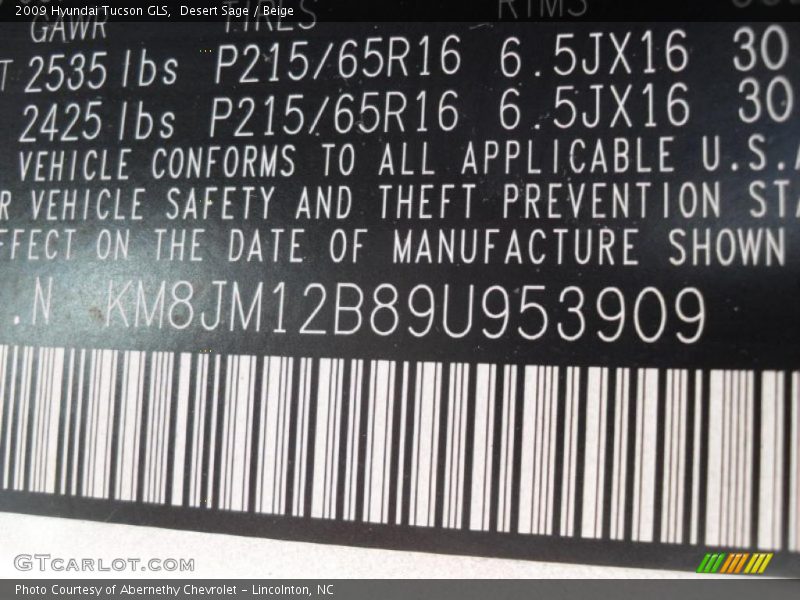 2009 Hyundai Tucson GLS, Desert Sage / Beige
GAWR TIRES RIMS
T 2535 lbs P215/65R16 6.5JX16 30
2425 lbs P215/65R16 6.5JX16 30
VEHICLE CONFORMS TO ALL APPLICABLE U.S.A
R VEHICLE SAFETY AND THEFT PREVENTION STA
FFECT ON THE DATE OF MANUFACTURE SHOWN
.N KM8JM12B89U953909
GTCARLOT.COM
Photo Courtesy of Abernethy Chevrolet – Lincolnton, NC